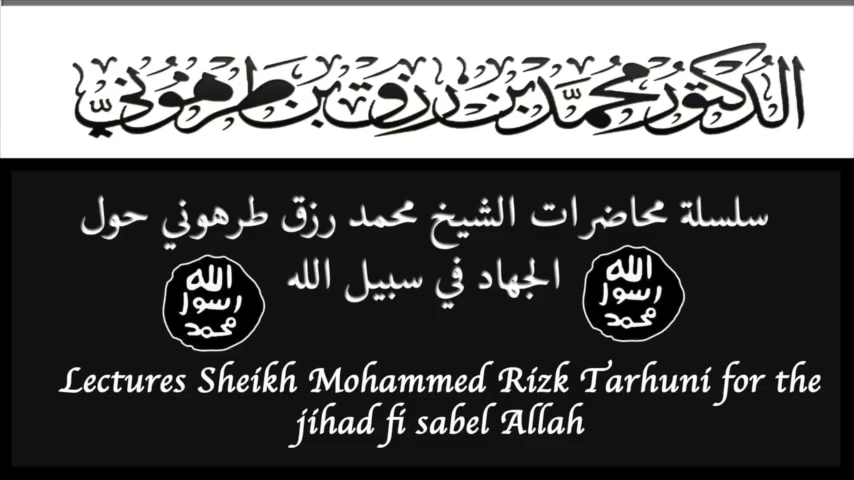 الدكتور محمد بن رزق بن طرهوني
سلسلة محاضرات الشيخ محمد رزق طرهوني حول
الجهاد في سبيل الله
الله
رسول
محمد
الله
رسول
محمد
Lectures Sheikh Mohammed Rizk Tarhuni for the
jihad fi sabel Allah